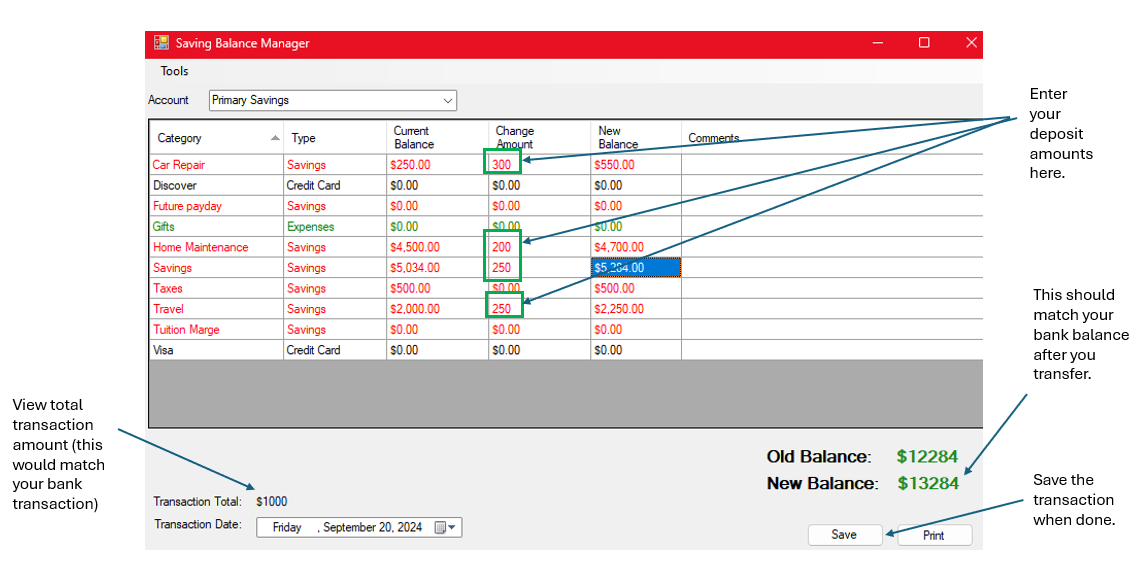 Saving Balance Manager
Tools
Account Primary Savings
Category Type Current Balance Change Amount New Balance Comments
Car Repair Savings $250.00 300 $550.00
Discover Credit Card $0.00 $0.00 $0.00
Future payday Savings $0.00 $0.00 $0.00
Gifts Expenses $0.00 $0.00 $0.00
Home Maintenance Savings $4,500.00 200 $4,700.00
Savings Savings $5,034.00 250 $5,284.00
Taxes Savings $500.00 $0.00 $500.00
Travel Savings $2,000.00 250 $2,250.00
Tuition Marge Savings $0.00 $0.00 $0.00
Visa Credit Card $0.00 $0.00 $0.00
Enter
your
deposit
amounts
here.
This should
match your
bank balance
after you
transfer.
View total
transaction
amount (this
would match
your bank
transaction)
Old Balance: $12284
New Balance: $13284
Transaction Total: $1000
Transaction Date: Friday , September 20, 2024
Save Print
Save the
transaction
when done.